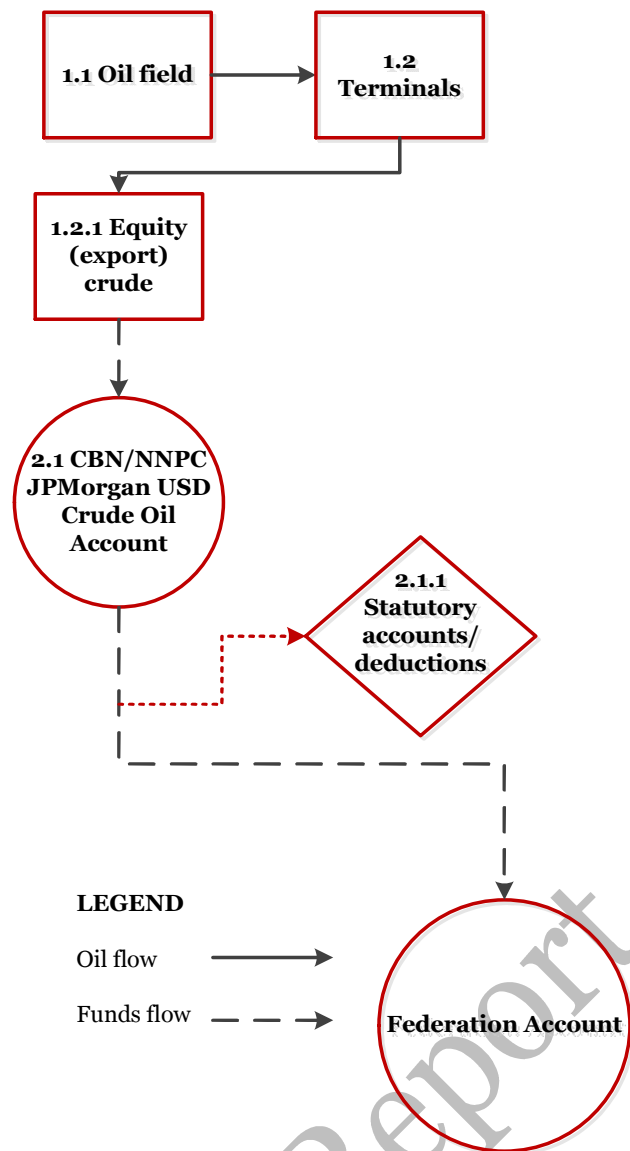 1.1 Oil field
1.2
Terminals
1.2.1 Equity
(export)
crude
2.1 CBN/NNPC
JPMorgan USD
Crude Oil
Account
2.1.1
Statutory
accounts/
deductions
LEGEND
Oil flow
Funds flow
Federation Account
Report